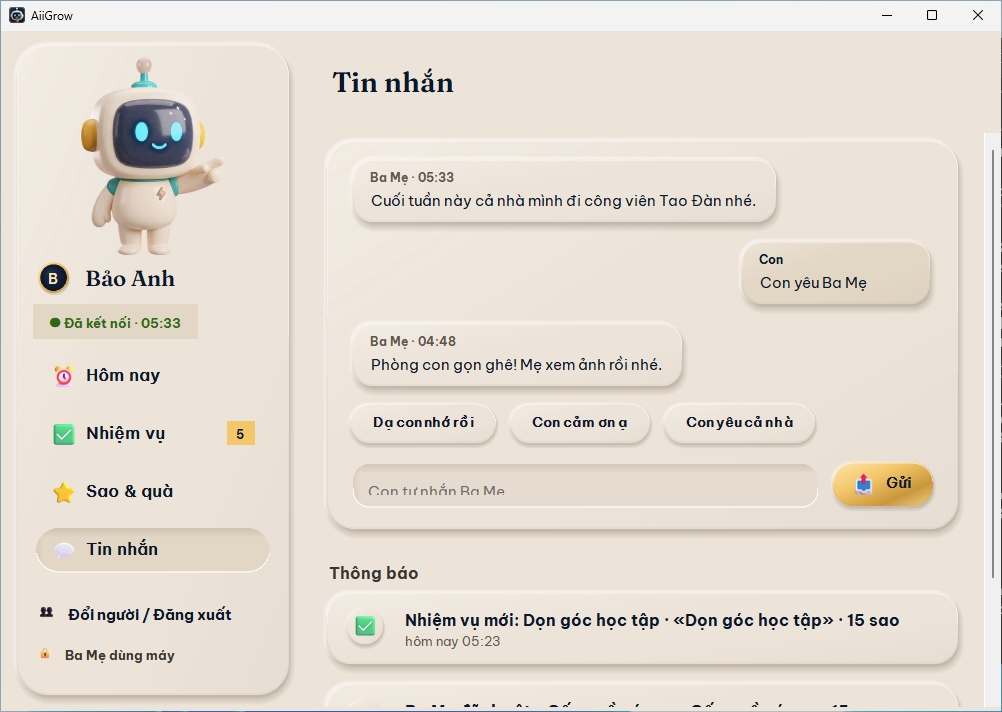 AiiGrow
Tin nhắn
Ba Mẹ · 05:33
Cuối tuần này cả nhà mình đi công viên Tao Đàn nhé.
Con
Con yêu Ba Mẹ
B
Bảo Anh
Đã kết nối · 05:33
Ba Mẹ · 04:48
Phòng con gọn ghê! Mẹ xem ảnh rồi nhé.
Hôm nay
Nhiệm vụ
5
Sao & quà
Tin nhắn
Đổi người / Đăng xuất
Ba Mẹ dùng máy
Dạ con nhớ rồi
Con cảm ơn ạ
Con yêu cả nhà
Con tự nhắn Ba Mẹ
Gửi
Thông báo
Nhiệm vụ mới: Dọn góc học tập · «Dọn góc học tập» · 15 sao
hôm nay 05:23